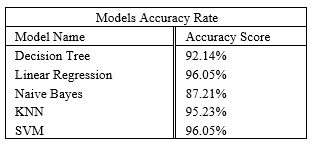 Models Accuracy Rate
Model Name Accuracy Score
Decision Tree 92.14%
Linear Regression 96.05%
Naive Bayes 87.21%
KNN 95.23%
SVM 96.05%